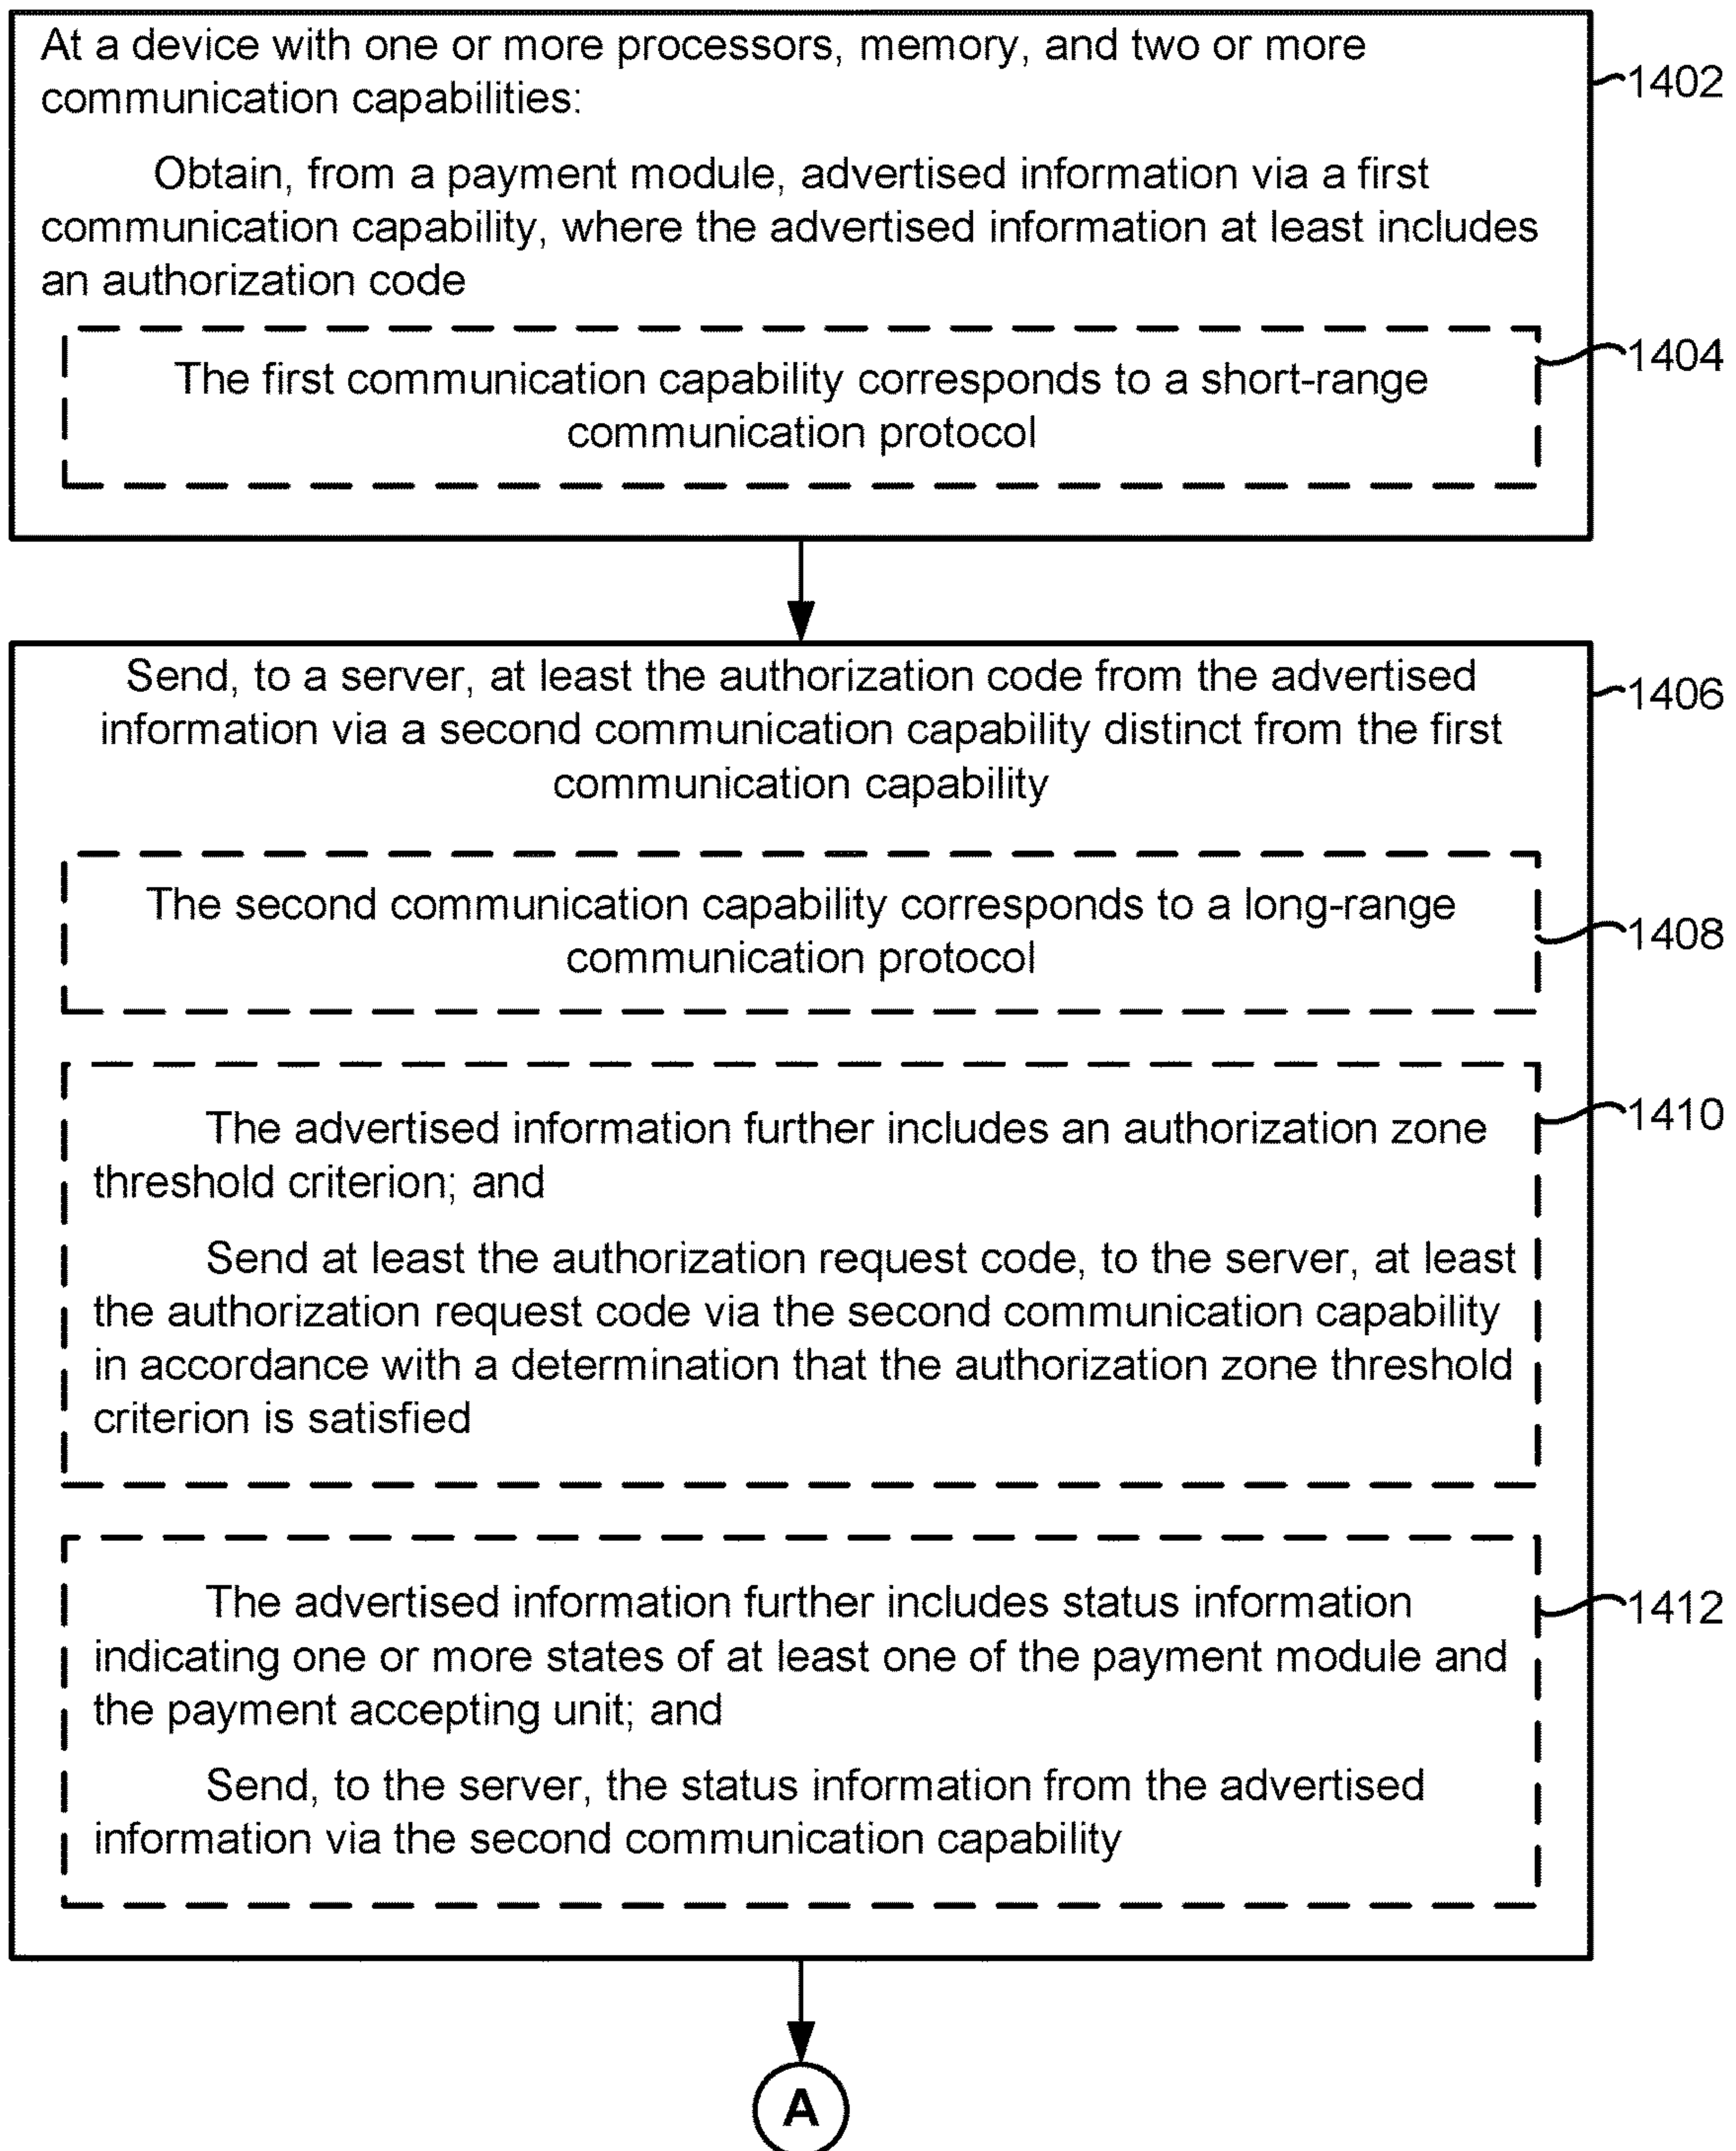 At a device with one or more processors, memory, and two or more
communication capabilities:
1402
Obtain, from a payment module, advertised information via a first
communication capability, where the advertised information at least includes
an authorization code
1404
The first communication capability corresponds to a short-range
communication protocol
Send, to a server, at least the authorization code from the advertised
1406
information via a second communication capability distinct from the first
communication capability
The second communication capability corresponds to a long-range
1408
communication protocol
The advertised information further includes an authorization zone
1410
threshold criterion; and
Send at least the authorization request code, to the server, at least
the authorization request code via the second communication capability
in accordance with a determination that the authorization zone threshold
criterion is satisfied
The advertised information further includes status information
1412
indicating one or more states of at least one of the payment module and
the payment accepting unit; and
Send, to the server, the status information from the advertised
information via the second communication capability
A